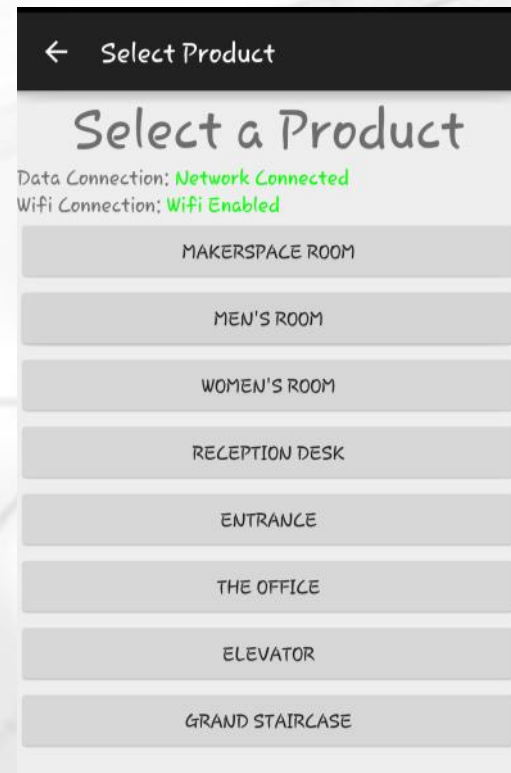 Select Product
Select a Product
Data Connection: Network Connected
Wifi Connection: Wifi Enabled
MAKERSPACE ROOM
MEN'S ROOM
WOMEN'S ROOM
RECEPTION DESK
ENTRANCE
THE OFFICE
ELEVATOR
GRAND STAIRCASE